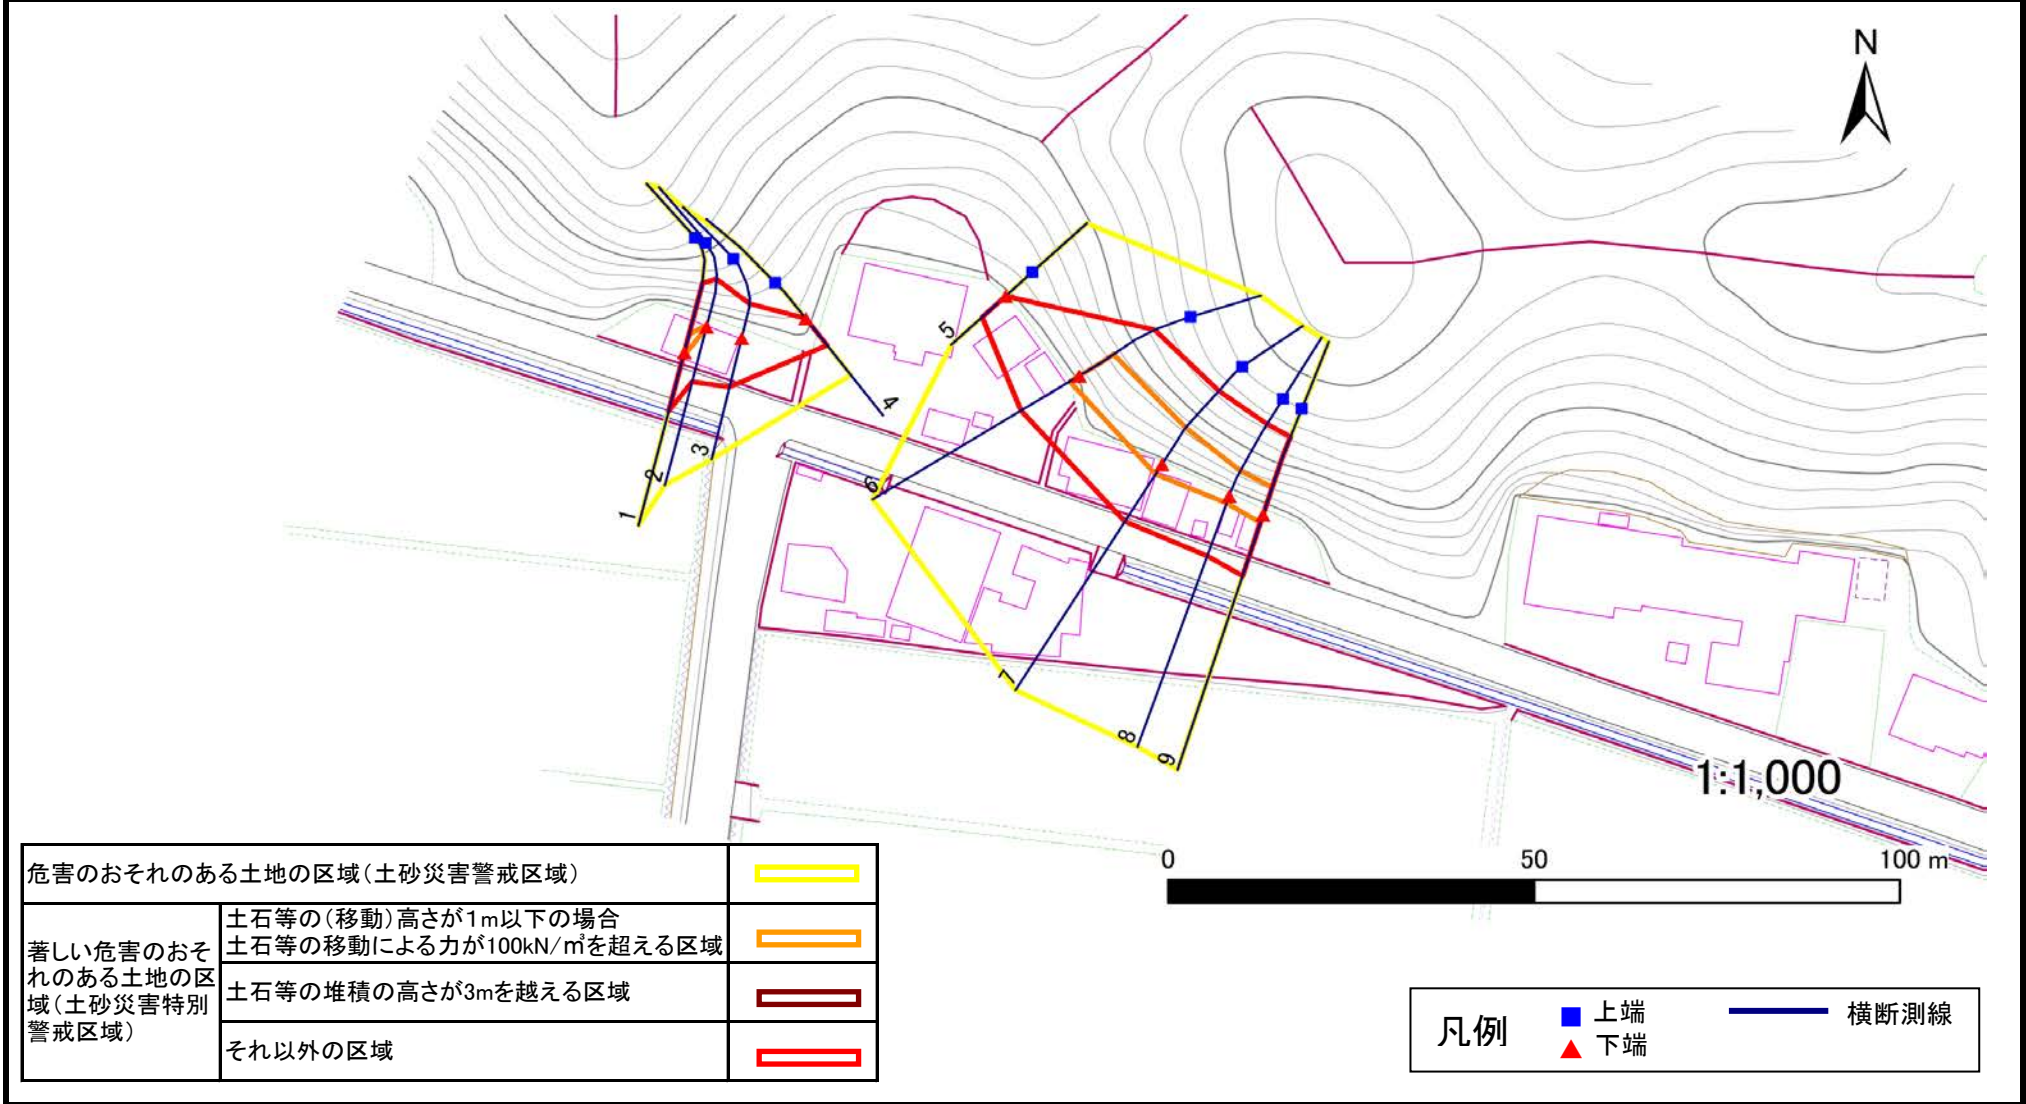 N
5
4
3
2
1
6
7
8
9
1:1,000
0 50 100 m
危害のおそれのある土地の区域(土砂災害警戒区域)
著しい危害のおそ
れのある土地の区
域(土砂災害特別
警戒区域)
土石等の(移動)高さが1m以下の場合
土石等の移動による力が100kN/㎥を超える区域
土石等の堆積の高さが3mを越える区域
それ以外の区域
凡例
上端
下端
横断測線